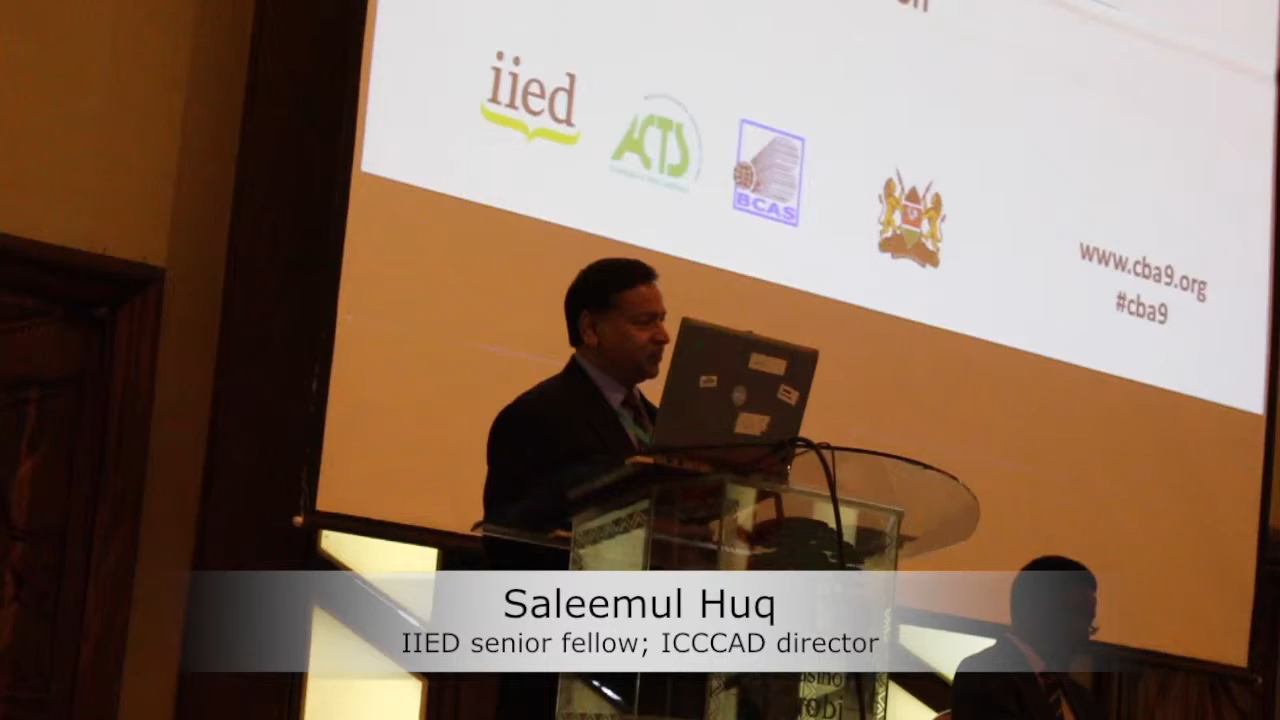 iied
ACTS
BCAS
www.cba9.org
#cba9
Saleemul Huq
IIED senior fellow; ICCCAD director